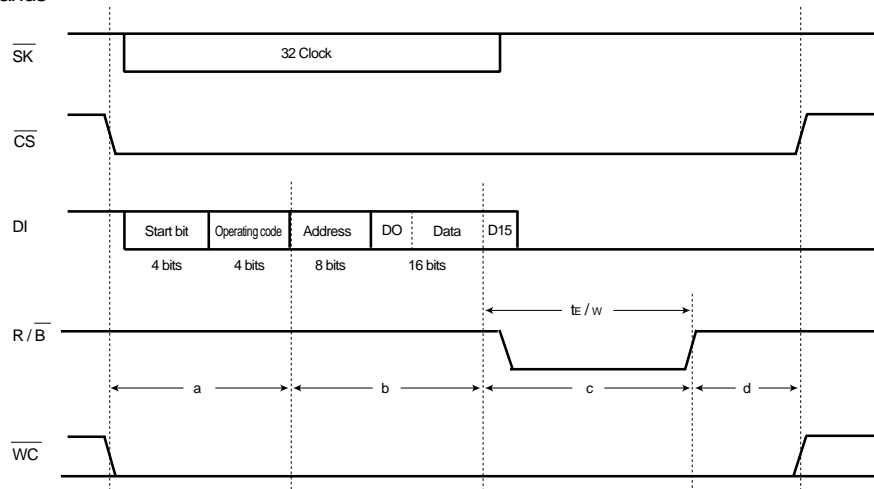 SK
32 Clock
CS
DI
Start bit
Operating code
Address
DO
Data
D15
4 bits
4 bits
8 bits
16 bits
tE / W
R / B
a
b
c
d
WC